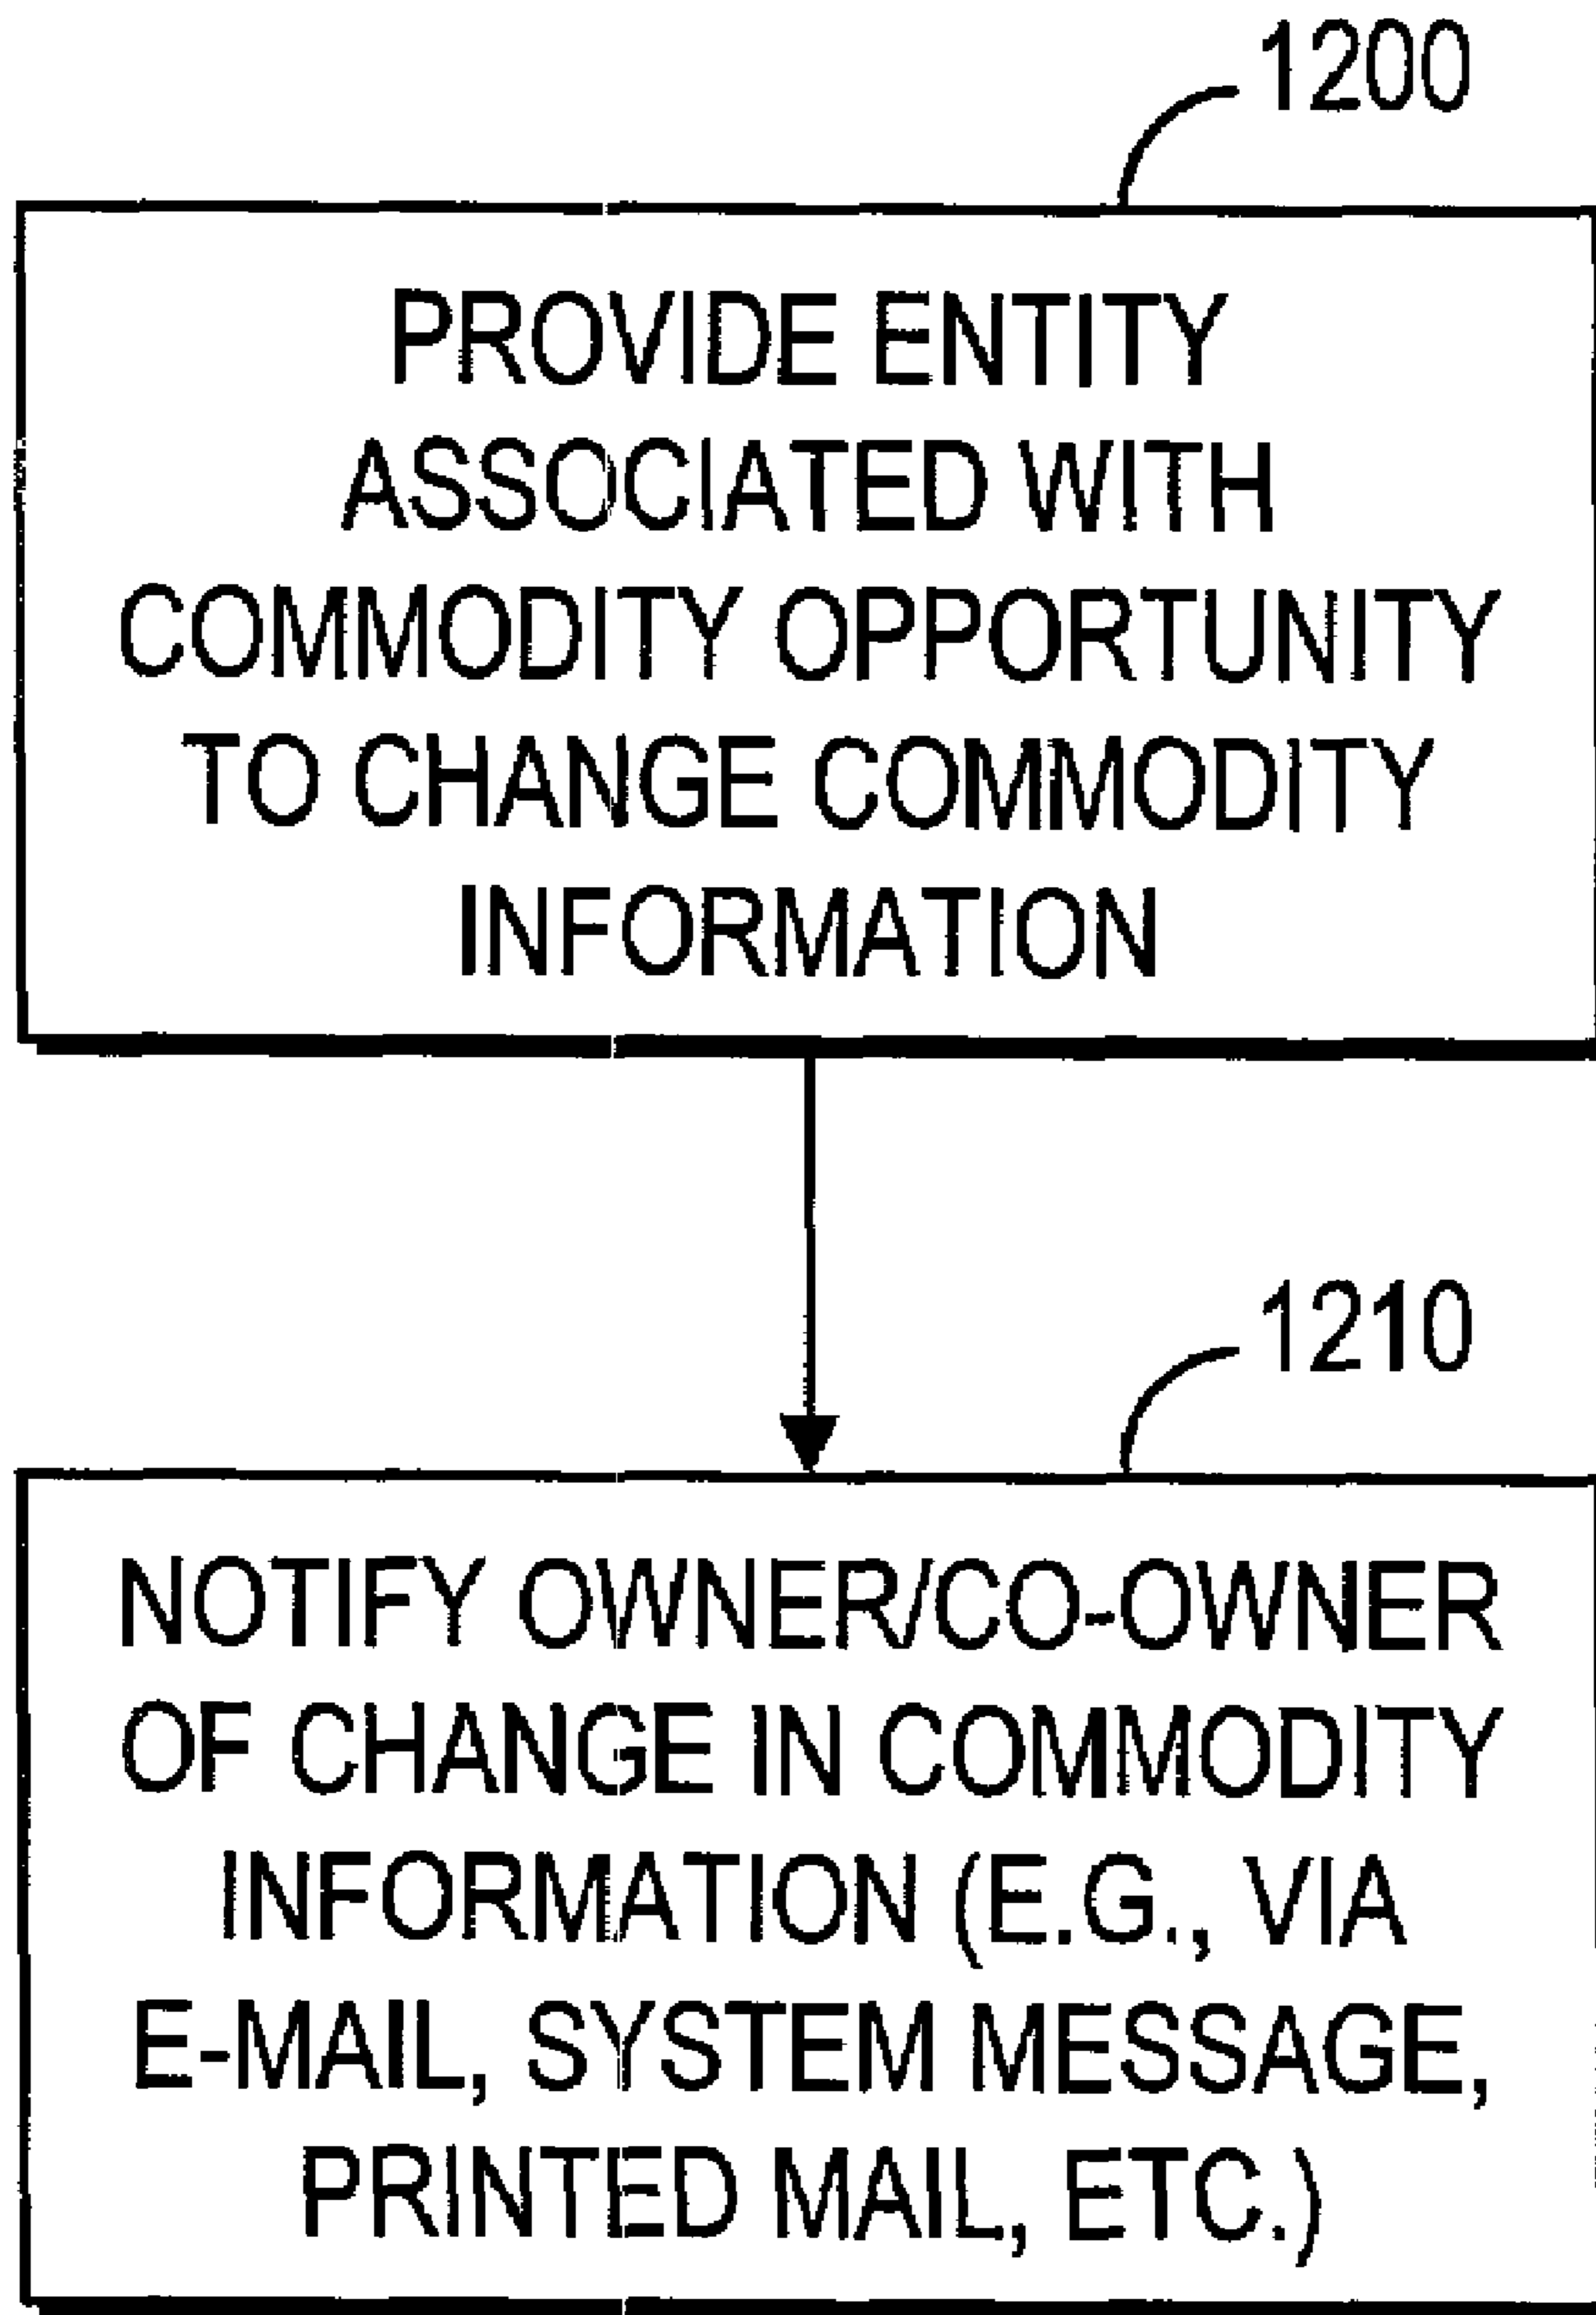 1200
PROVIDE ENTITY
ASSOCIATED WITH
COMMODITY OPPORTUNITY
TO CHANGE COMMODITY
INFORMATION
1210
NOTIFY OWNER/CO-OWNER
OF CHANGE IN COMMODITY
INFORMATION (E.G., VIA
E-MAIL, SYSTEM MESSAGE,
PRINTED MAIL, ETC.)